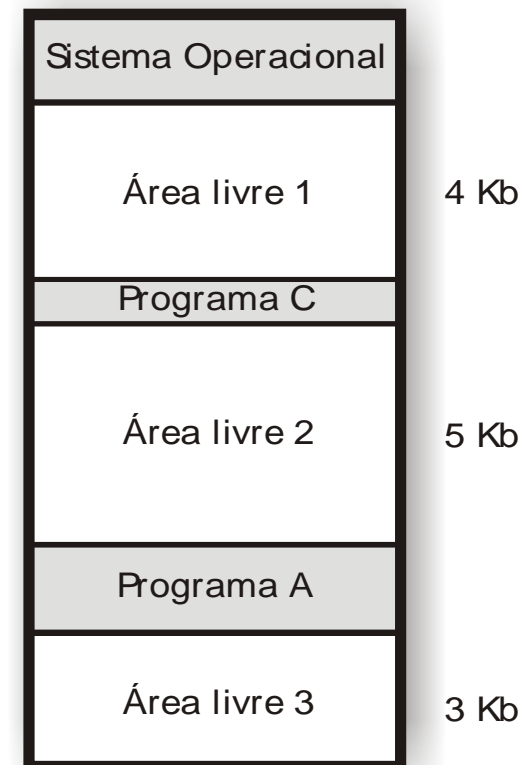 Sistema Operacional
Área livre 1
4 Kb
Programa C
Área livre 2
5 Kb
Programa A
Área livre 3
3 Kb